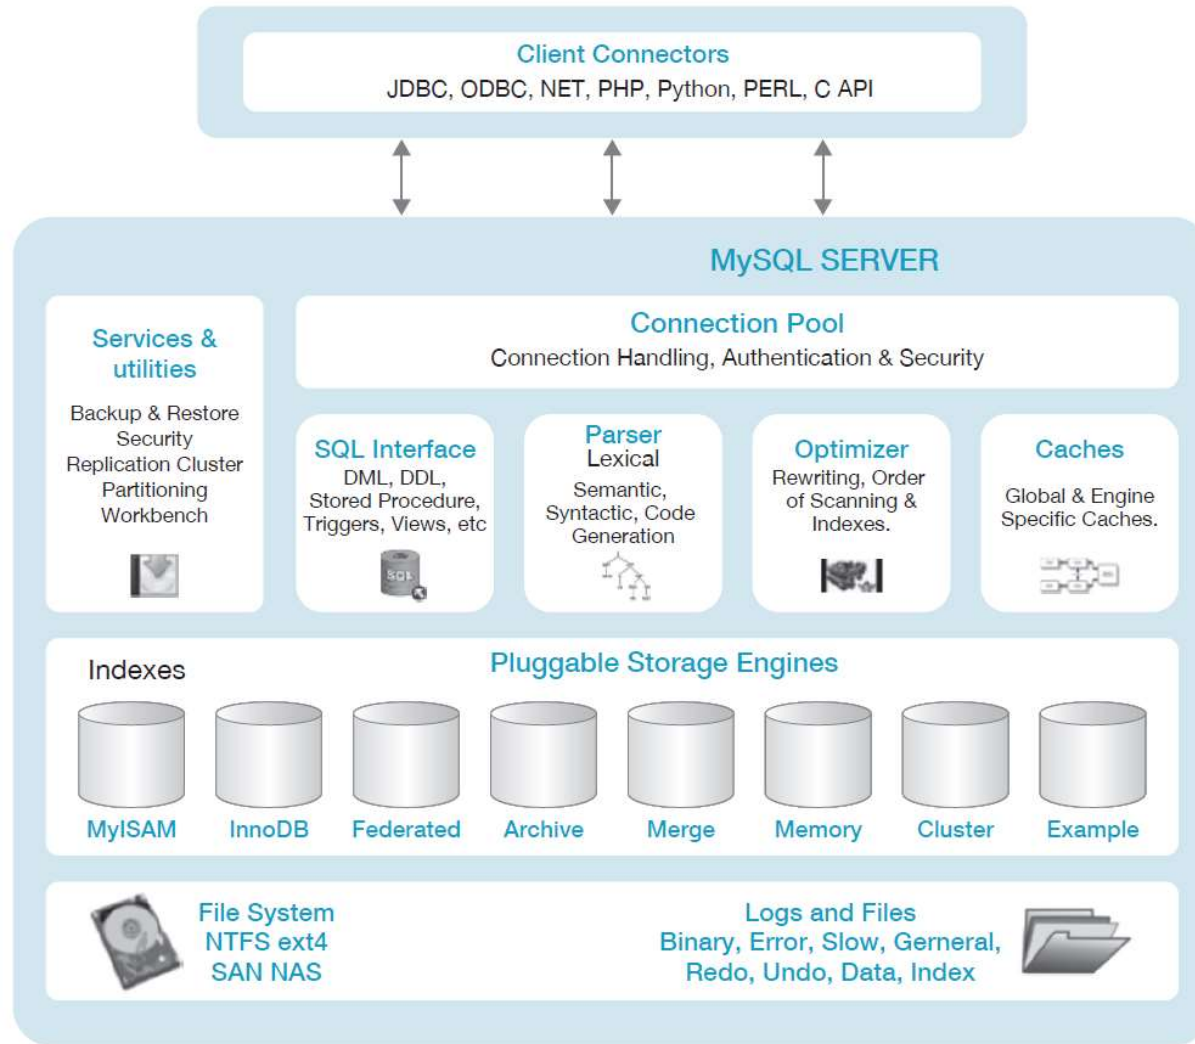 Client Connectors
JDBC, ODBC, NET, PHP, Python, PERL, C API
MySQL SERVER
Services &
utilities
Backup & Restore
Security
Replication Cluster
Partitioning
Workbench
Connection Pool
Connection Handling, Authentication & Security
SQL Interface
DML, DDL,
Stored Procedure,
Triggers, Views, etc
SQL
Parser
Lexical
Semantic,
Syntactic, Code
Generation
Optimizer
Rewriting, Order
of Scanning &
Indexes.
Caches
Global & Engine
Specific Caches.
Indexes
Pluggable Storage Engines
MyISAM
InnoDB
Federated
Archive
Merge
Memory
Cluster
Example
File System
NTFS ext4
SAN NAS
Logs and Files
Binary, Error, Slow, Gerneral,
Redo, Undo, Data, Index